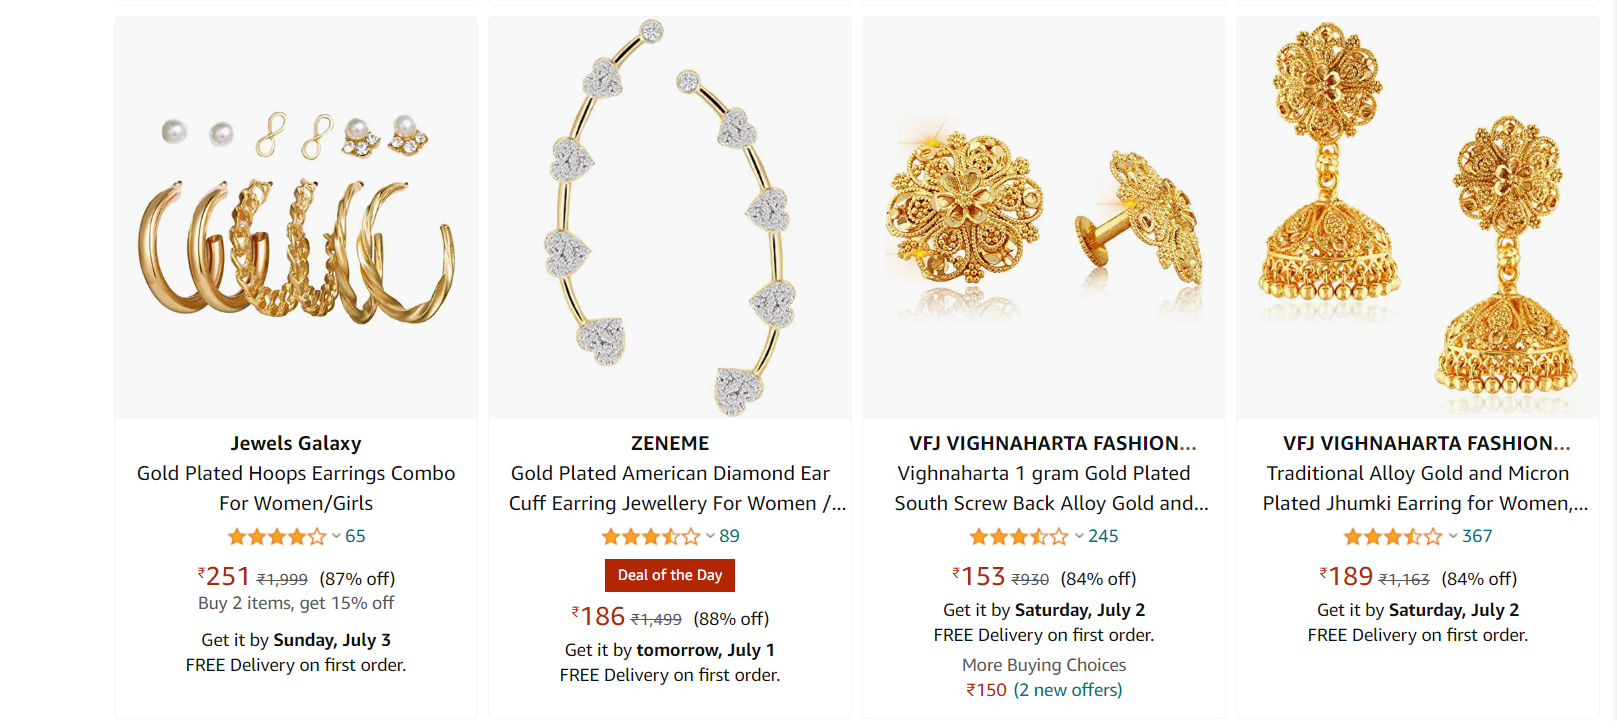 Jewels Galaxy
Gold Plated Hoops Earrings Combo
For Women/Girls
65
₹251 ₹1,999 (87% off)
Buy 2 items, get 15% off
Get it by Sunday, July 3
FREE Delivery on first order.
ZENEME
Gold Plated American Diamond Ear
Cuff Earring Jewellery For Women /...
89
Deal of the Day
₹186 ₹1,499 (88% off)
Get it by tomorrow, July 1
FREE Delivery on first order.
VFJ VIGHNAHARTA FASHION...
Vighnaharta 1 gram Gold Plated
South Screw Back Alloy Gold and...
245
₹153 ₹930 (84% off)
Get it by Saturday, July 2
FREE Delivery on first order.
More Buying Choices
₹150 (2 new offers)
VFJ VIGHNAHARTA FASHION...
Traditional Alloy Gold and Micron
Plated Jhumki Earring for Women,...
367
₹189 ₹1,163 (84% off)
Get it by Saturday, July 2
FREE Delivery on first order.